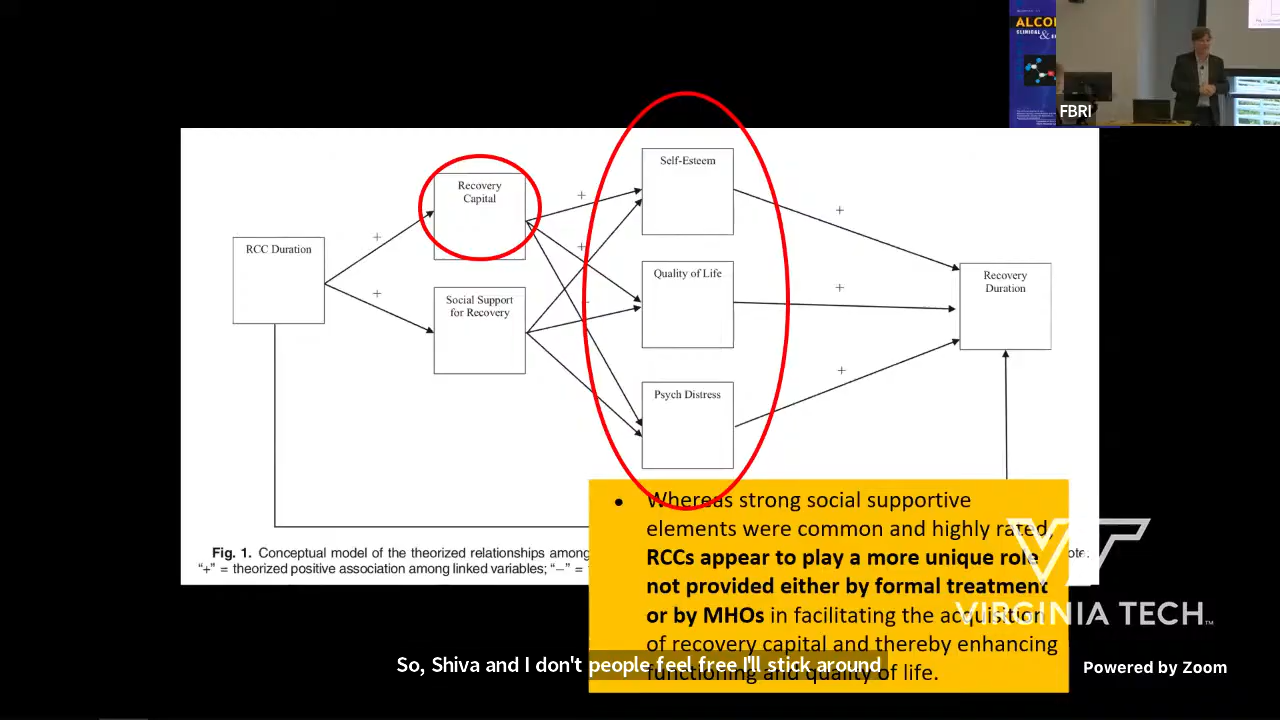 ALCO
CLINICAL & E
FBRI
Self-Esteem
Recovery
Capital
+
+
RCC Duration
+
Quality of Life
+
Recovery
Duration
+
+
Social Support
for Recovery
−
+
Psych Distress
Fig. 1. Conceptual model of the theorized relationships among
ote.
“+” = theorized positive association among linked variables; “−” =
• Whereas strong social supportive
elements were common and highly rated,
RCCs appear to play a more unique role
not provided either by formal treatment
or by MHOs in facilitating the acquisition
of recovery capital and thereby enhancing
functioning and quality of life.
VT
VIRGINIA TECH™
So, Shiva and I don't people feel free I'll stick around
Powered by Zoom